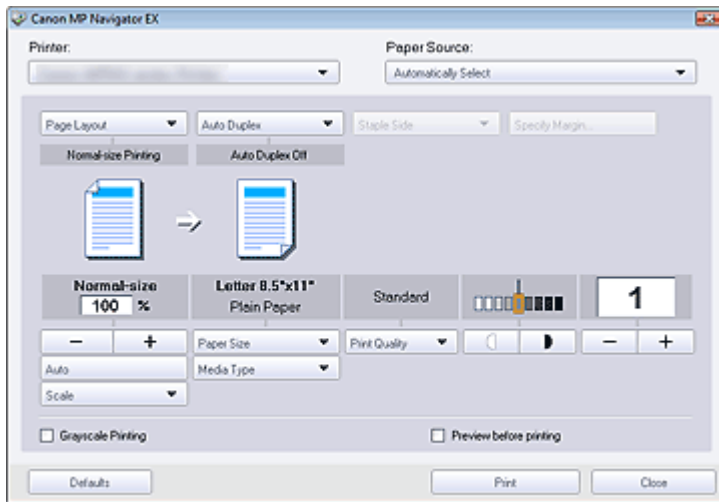 Canon MP Navigator EX
Printer:
Paper Source:
Automatically Select
Page Layout
Auto Duplex
Staple Side
Specify Margin...
Normal-size Printing
Auto Duplex Off
Normal-size
100 %
Letter 8.5"x11"
Plain Paper
Standard
1
Paper Size
Print Quality
Auto
Media Type
Scale
Grayscale Printing
Preview before printing
Defaults
Print
Close